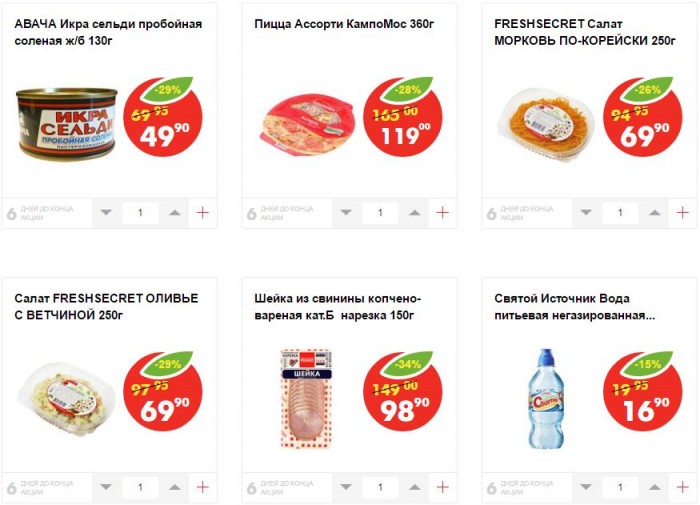 АВАЧА Икра сельди пробойная
соленая ж/б 130г
-29%
69 95
49 90
ИКРА
СЕЛЬДИ
ПРОБОЙНАЯ СОЛЕНАЯ
6 ДНЕЙ ДО КОНЦА
АКЦИИ
1
Пицца Ассорти КампоМос 360г
-28%
165 00
119 00
6 ДНЕЙ ДО КОНЦА
АКЦИИ
1
FRESHSECRET Салат
МОРКОВЬ ПО-КОРЕЙСКИ 250г
-26%
94 95
69 90
6 ДНЕЙ ДО КОНЦА
АКЦИИ
1
Салат FRESHSECRET ОЛИВЬЕ
С ВЕТЧИНОЙ 250г
-29%
97 95
69 90
6 ДНЕЙ ДО КОНЦА
АКЦИИ
1
Шейка из свинины копчено-
вареная кат.Б нарезка 150г
-34%
149 00
98 90
НАРЕЗКА
ШЕЙКА
6 ДНЕЙ ДО КОНЦА
АКЦИИ
1
Святой Источник Вода
питьевая негазированная...
-15%
19 95
16 90
6 ДНЕЙ ДО КОНЦА
АКЦИИ
1